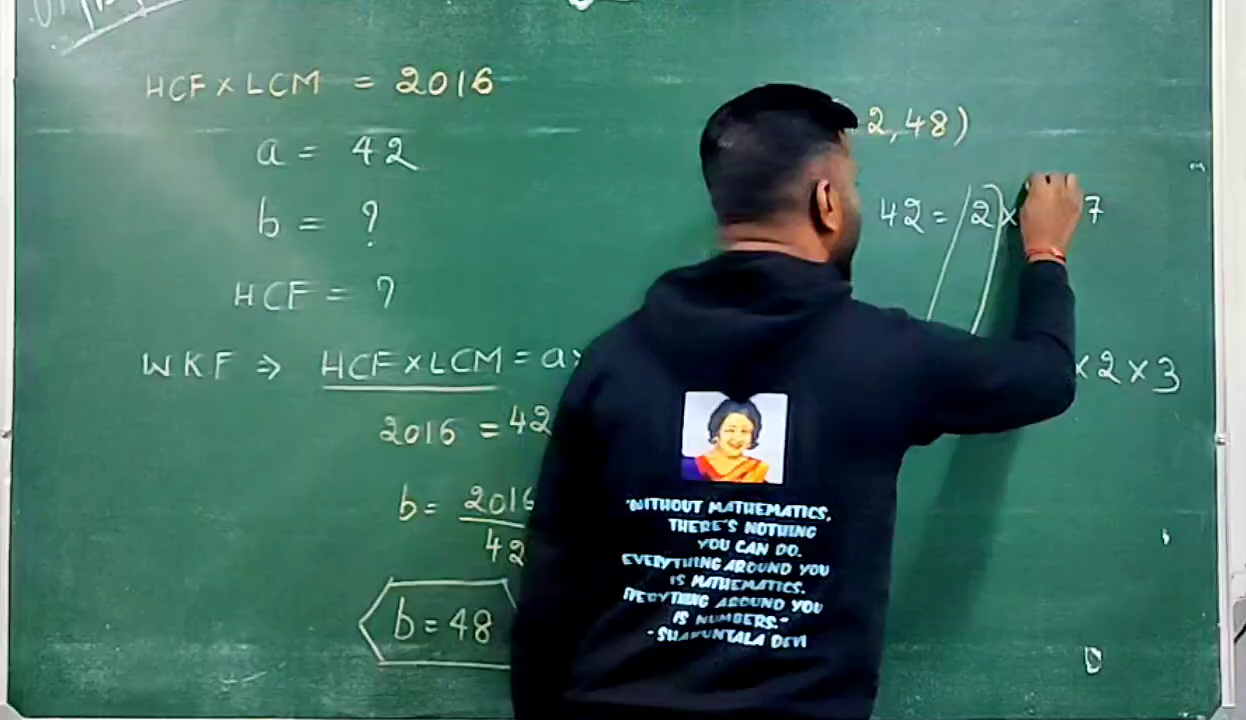 HCF × LCM = 2016
a = 42
b = ?
HCF = ?
WKF ⇒ HCF × LCM = a ×
2016 = 42
b = 2016
42
b = 48
2, 48)
42 = 2 × 7
× 2 × 3
"WITHOUT MATHEMATICS,
THERE'S NOTHING
YOU CAN DO.
EVERYTHING AROUND YOU
IS MATHEMATICS.
EVERYTHING AROUND YOU
IS NUMBERS."
- SHAKUNTALA DEVI